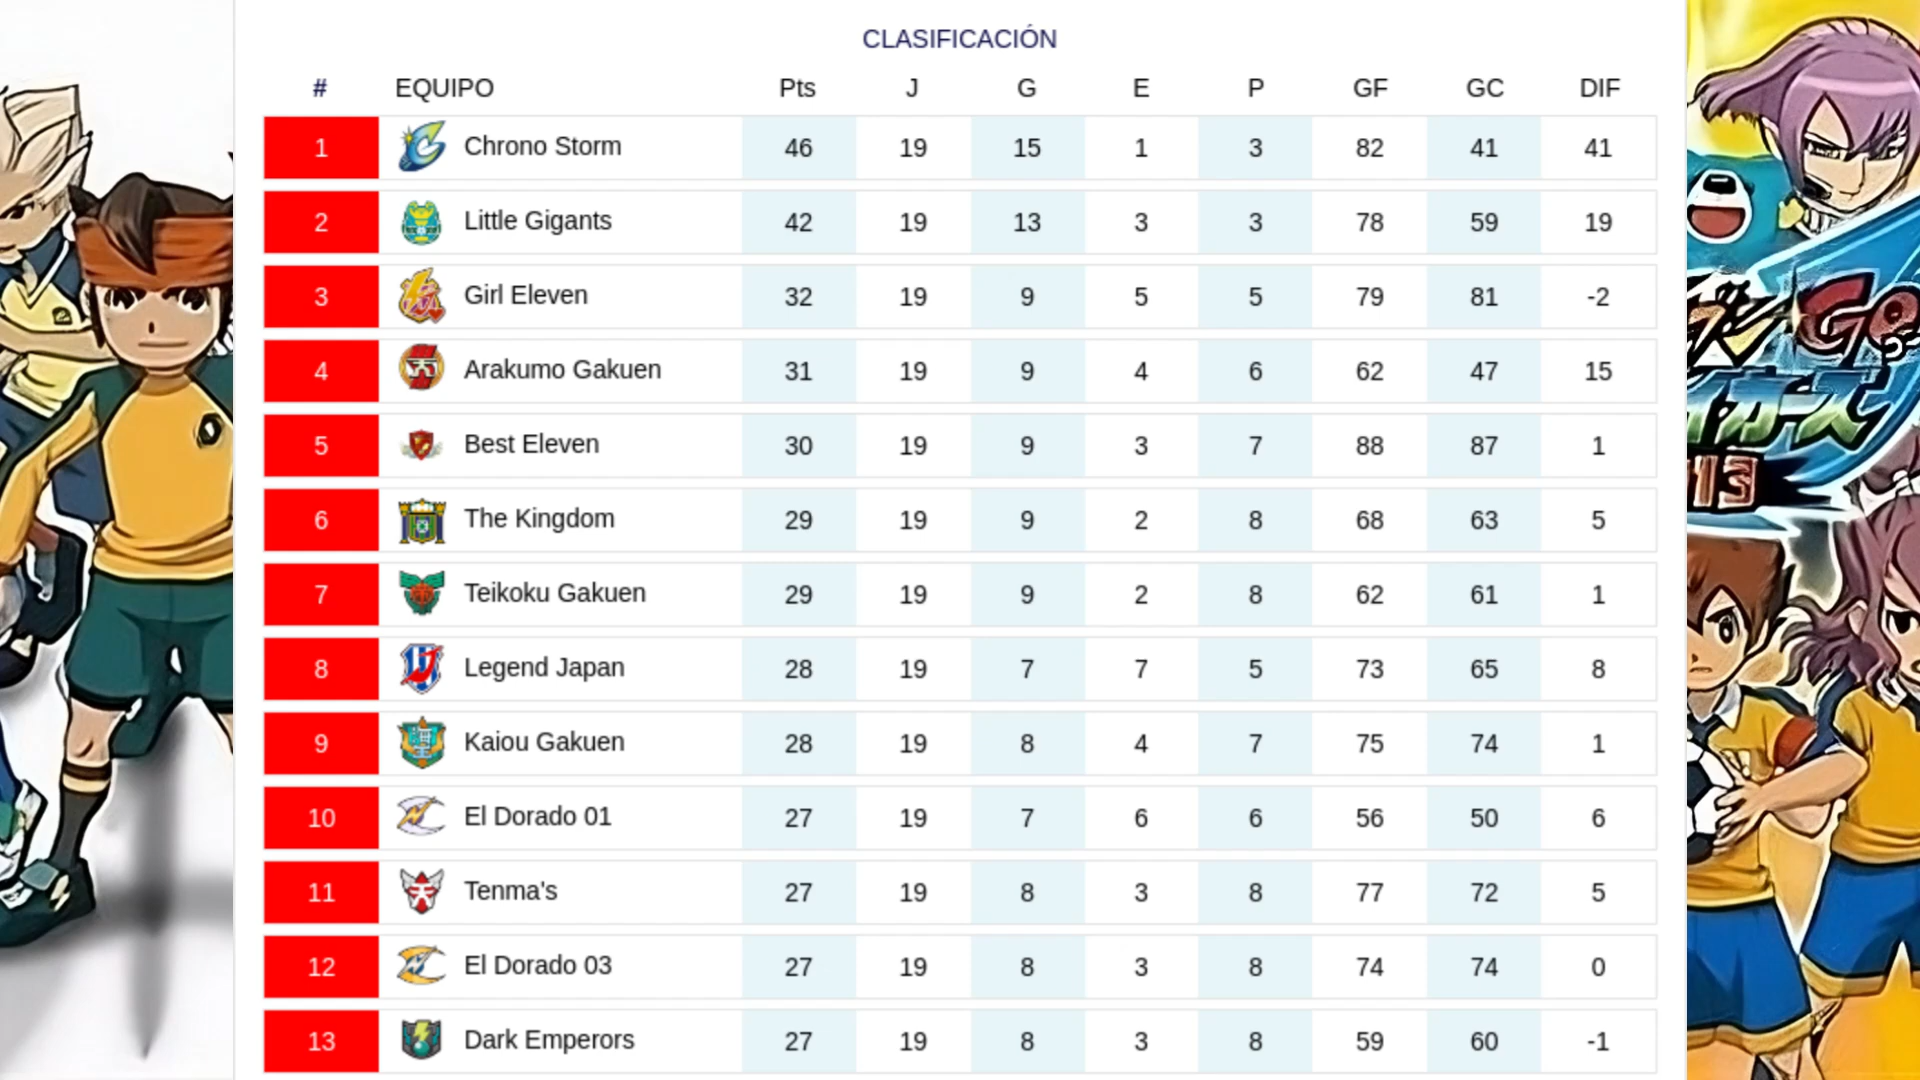 CLASIFICACIÓN
# EQUIPO Pts J G E P GF GC DIF
1 Chrono Storm 46 19 15 1 3 82 41 41
2 Little Gigants 42 19 13 3 3 78 59 19
3 Girl Eleven 32 19 9 5 5 79 81 -2
4 Arakumo Gakuen 31 19 9 4 6 62 47 15
5 Best Eleven 30 19 9 3 7 88 87 1
6 The Kingdom 29 19 9 2 8 68 63 5
7 Teikoku Gakuen 29 19 9 2 8 62 61 1
8 Legend Japan 28 19 7 7 5 73 65 8
9 Kaiou Gakuen 28 19 8 4 7 75 74 1
10 El Dorado 01 27 19 7 6 6 56 50 6
11 Tenma's 27 19 8 3 8 77 72 5
12 El Dorado 03 27 19 8 3 8 74 74 0
13 Dark Emperors 27 19 8 3 8 59 60 -1
GO
13